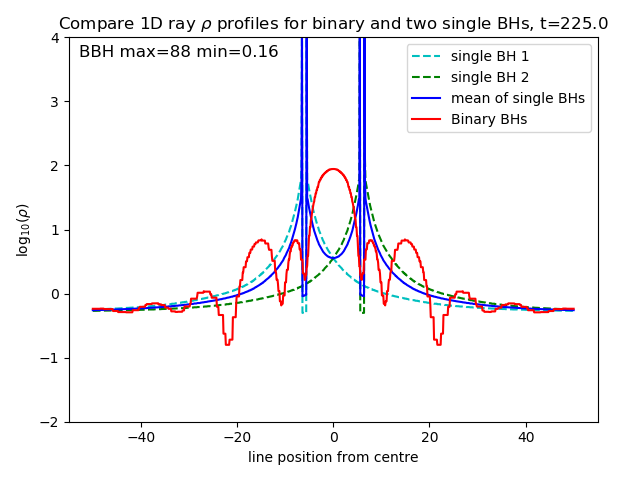 Compare 1D ray ρ profiles for binary and two single BHs, t=225.0
BBH max=88 min=0.16
single BH 1
single BH 2
mean of single BHs
Binary BHs
4
3
2
1
0
−1
−2
log₁₀(ρ)
−40 −20 0 20 40
line position from centre